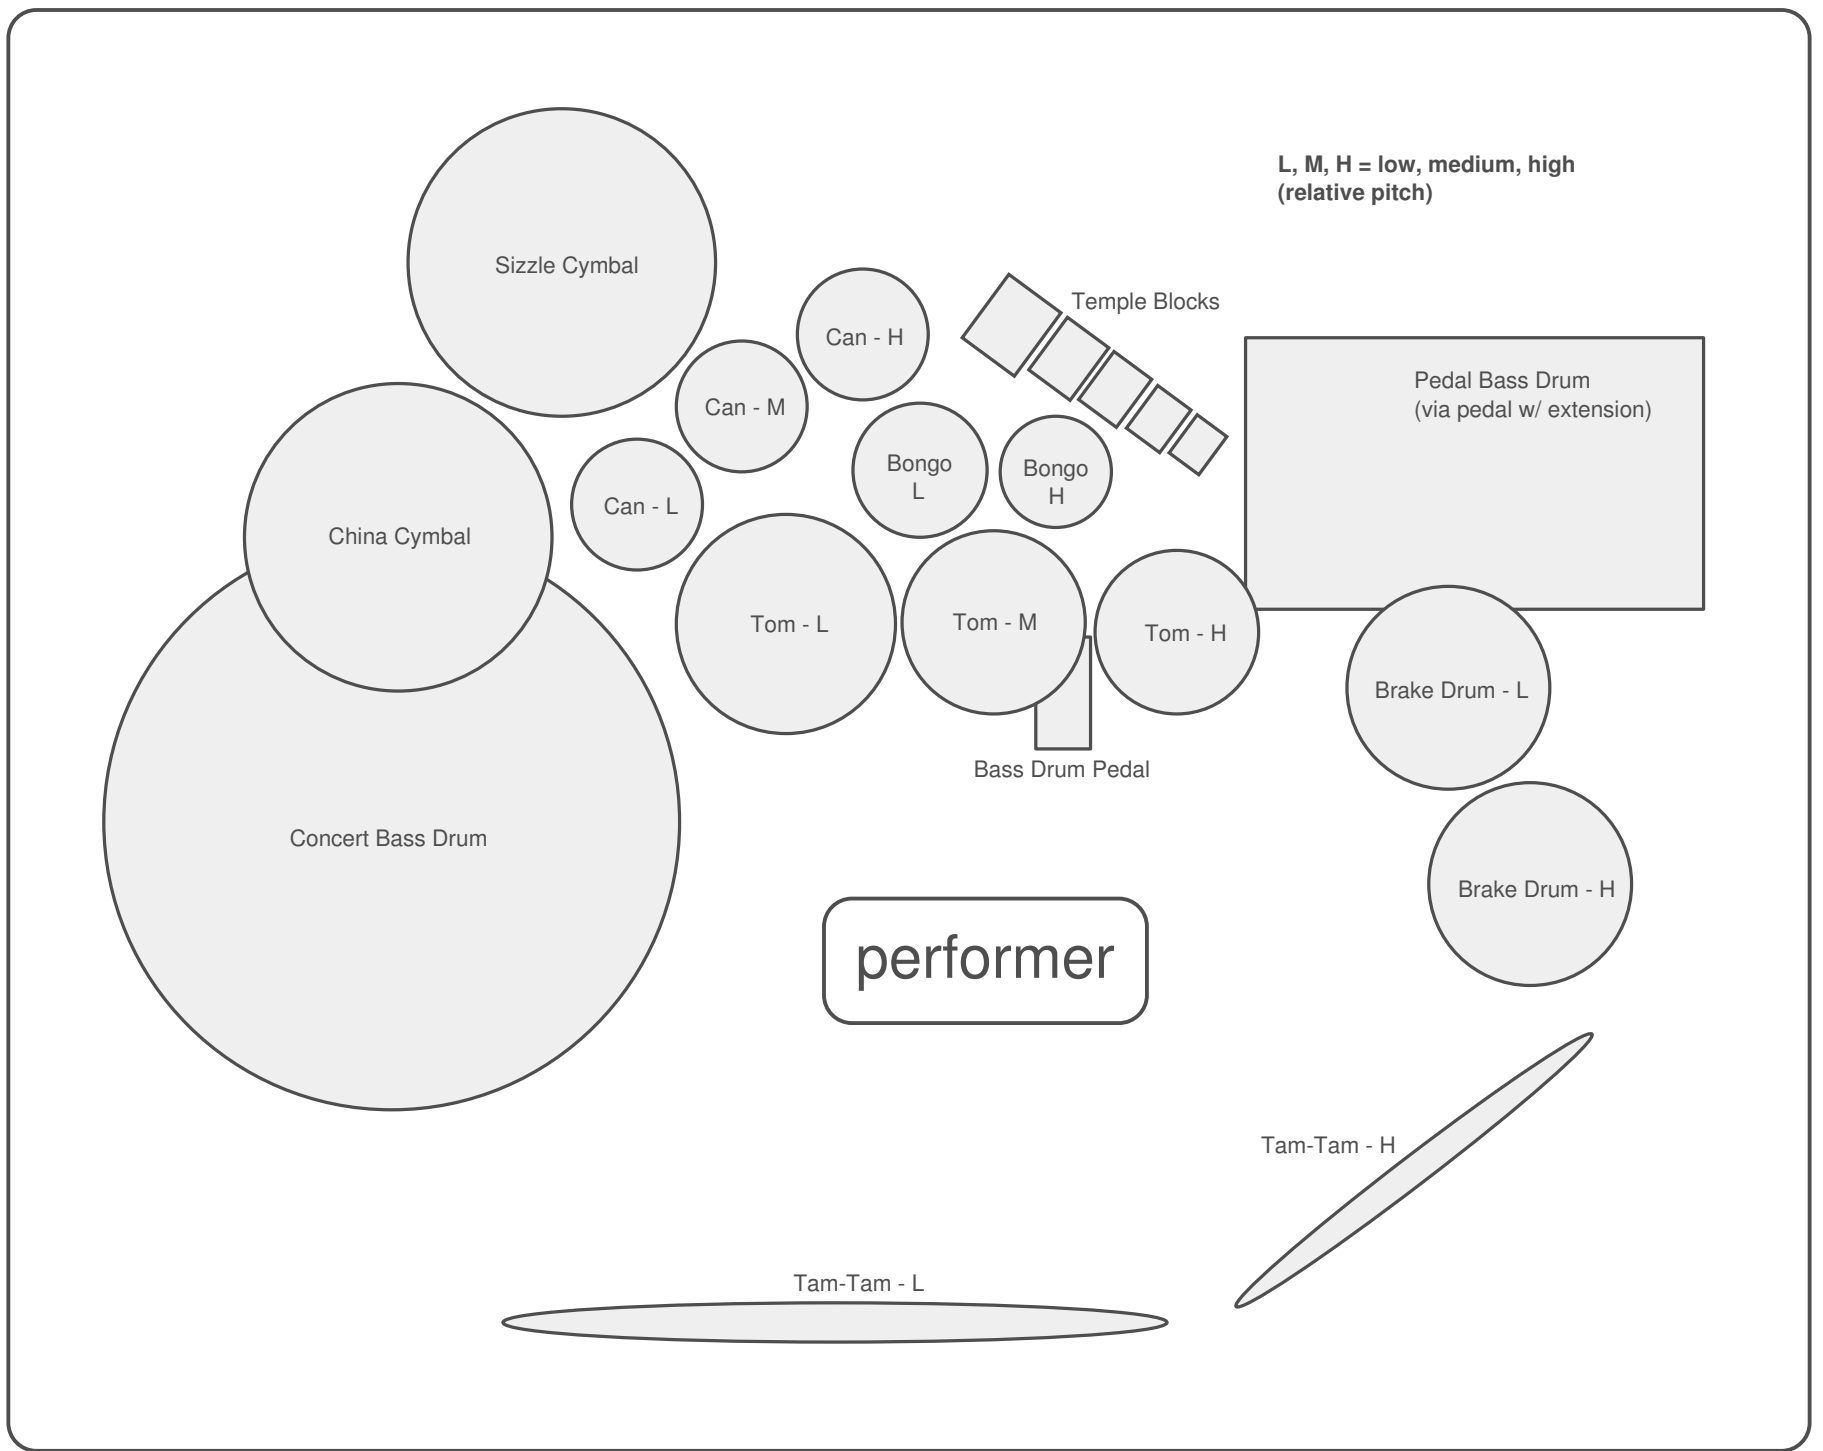 L, M, H = low, medium, high
(relative pitch)
Sizzle Cymbal
Temple Blocks
Can - H
Pedal Bass Drum
(via pedal w/ extension)
Can - M
Bongo
L
Bongo
H
Can - L
China Cymbal
Tom - L
Tom - M
Tom - H
Brake Drum - L
Bass Drum Pedal
Concert Bass Drum
Brake Drum - H
performer
Tam-Tam - H
Tam-Tam - L